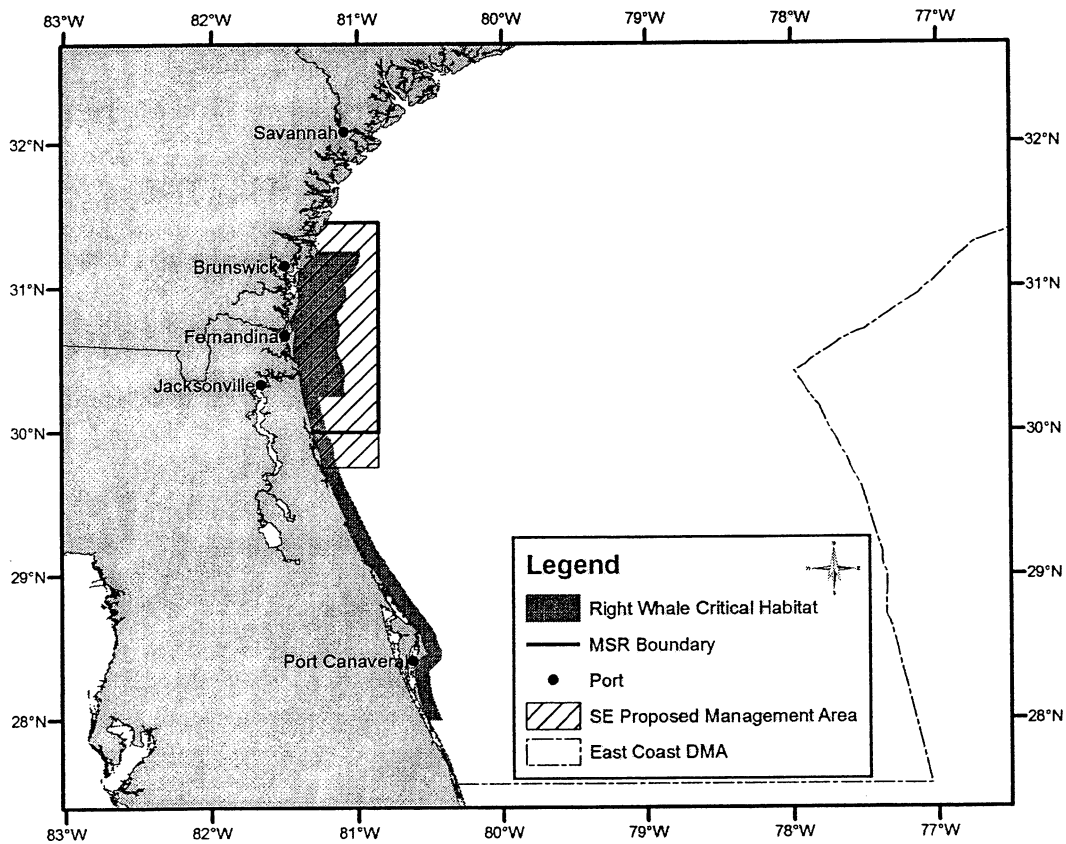 83°W 82°W 81°W 80°W 79°W 78°W 77°W
Savannah
32°N 32°N
Brunswick
31°N 31°N
Fernandina
Jacksonville
30°N 30°N
29°N 29°N
Legend
Right Whale Critical Habitat
MSR Boundary
Port Canaveral
Port
SE Proposed Management Area
28°N 28°N
East Coast DMA
83°W 82°W 81°W 80°W 79°W 78°W 77°W